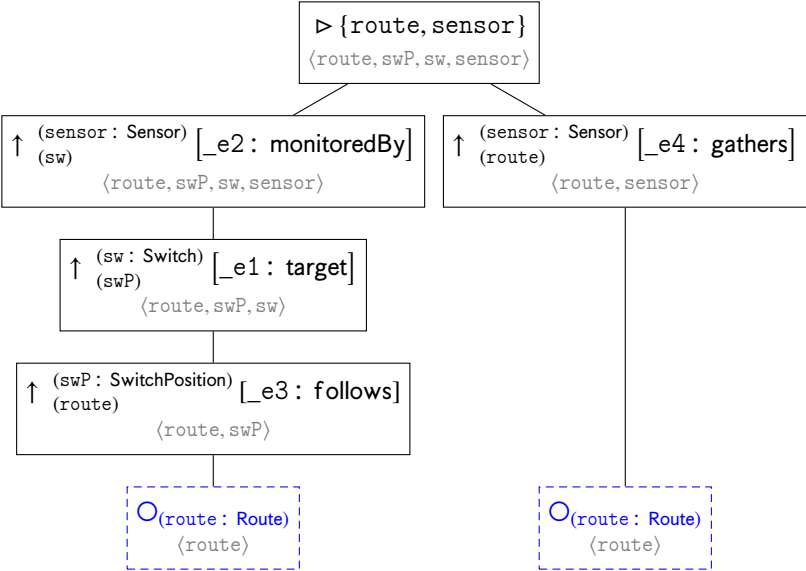 ▷ {route, sensor}
⟨route, swP, sw, sensor⟩
↑ (sensor: Sensor) (sw) [_e2: monitoredBy]
⟨route, swP, sw, sensor⟩
↑ (sensor: Sensor) (route) [_e4: gathers]
⟨route, sensor⟩
↑ (sw: Switch) (swP) [_e1: target]
⟨route, swP, sw⟩
↑ (swP: SwitchPosition) (route) [_e3: follows]
⟨route, swP⟩
○(route: Route)
⟨route⟩
○(route: Route)
⟨route⟩